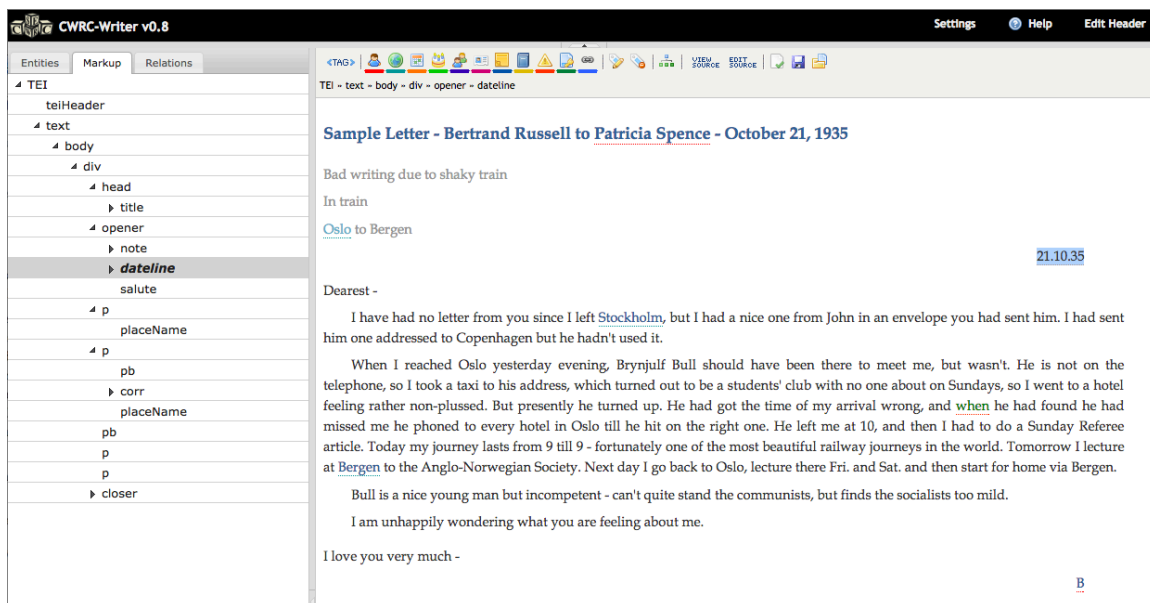 CWRC-Writer v0.8
Settings
Help
Edit Header
Entities
Markup
Relations
TEI
teiHeader
text
body
div
head
title
opener
note
dateline
salute
p
placeName
p
pb
corr
placeName
pb
p
p
closer
<TAG>
VIEW SOURCE
EDIT SOURCE
TEI » text » body » div » opener » dateline
Sample Letter - Bertrand Russell to Patricia Spence - October 21, 1935
Bad writing due to shaky train
In train
Oslo to Bergen
21.10.35
Dearest -
I have had no letter from you since I left Stockholm, but I had a nice one from John in an envelope you had sent him. I had sent
him one addressed to Copenhagen but he hadn't used it.
When I reached Oslo yesterday evening, Brynjulf Bull should have been there to meet me, but wasn't. He is not on the
telephone, so I took a taxi to his address, which turned out to be a students' club with no one about on Sundays, so I went to a hotel
feeling rather non-plussed. But presently he turned up. He had got the time of my arrival wrong, and when he had found he had
missed me he phoned to every hotel in Oslo till he hit on the right one. He left me at 10, and then I had to do a Sunday Referee
article. Today my journey lasts from 9 till 9 - fortunately one of the most beautiful railway journeys in the world. Tomorrow I lecture
at Bergen to the Anglo-Norwegian Society. Next day I go back to Oslo, lecture there Fri. and Sat. and then start for home via Bergen.
Bull is a nice young man but incompetent - can't quite stand the communists, but finds the socialists too mild.
I am unhappily wondering what you are feeling about me.
I love you very much -
B